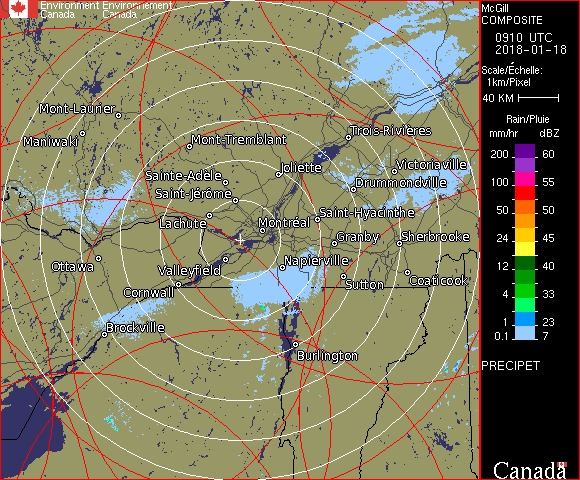 Environment Environnement
Canada Canada
McGill
COMPOSITE
0910 UTC
2018-01-18
Scale/Échelle:
1km/Pixel
40 KM
Rain/Pluie
mm/hr dBZ
200 60
100 55
50 50
24 45
12 40
4 33
1 23
0.1 7
PRECIPET
Canada
Mont-Laurier
Maniwaki
Mont-Tremblant
Trois-Rivières
Joliette
Victoriaville
Sainte-Adèle
Drummondville
Saint-Jérôme
Saint-Hyacinthe
Lachute
Montréal
Granby
Sherbrooke
Ottawa
Valleyfield
Napierville
Sutton
Coaticook
Cornwall
Brockville
Burlington